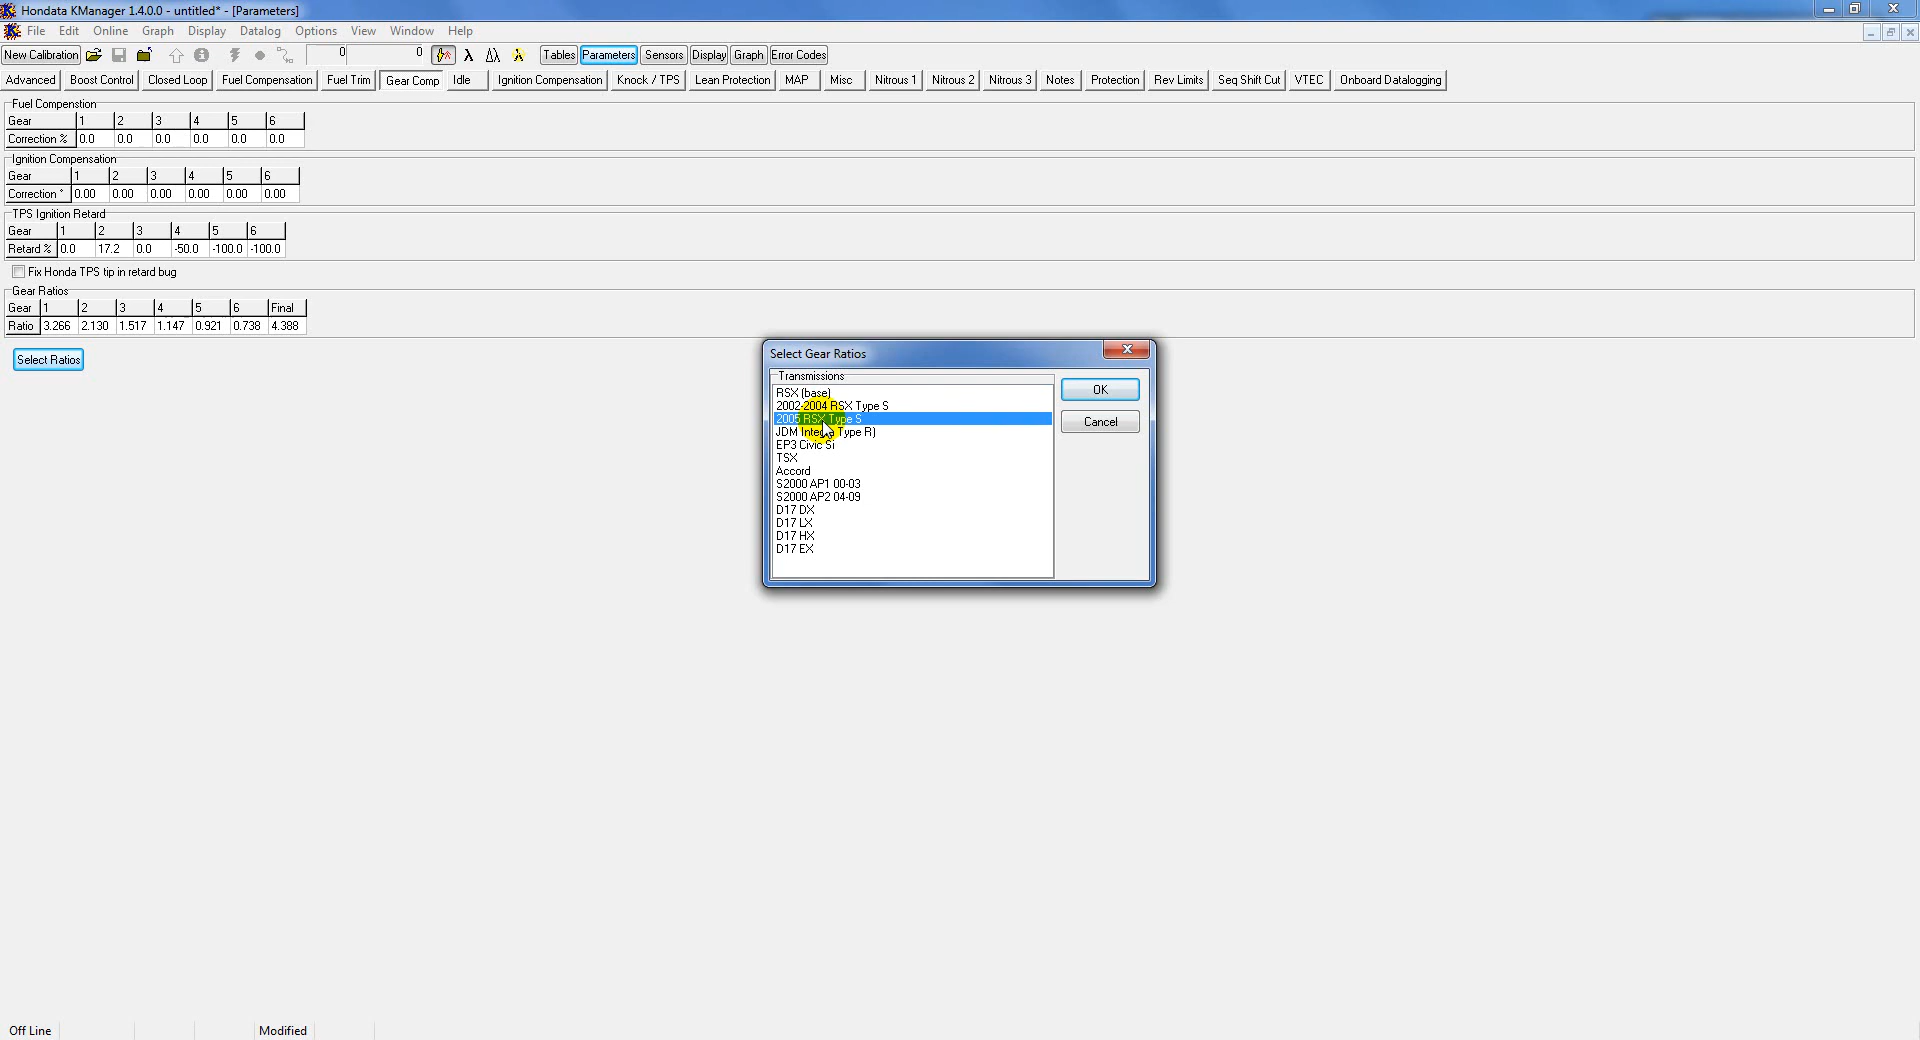 Hondata KManager 1.4.0.0 - untitled* - [Parameters]
File Edit Online Graph Display Datalog Options View Window Help
New Calibration 0 0 Tables Parameters Sensors Display Graph Error Codes
Advanced Boost Control Closed Loop Fuel Compensation Fuel Trim Gear Comp Idle Ignition Compensation Knock / TPS Lean Protection MAP Misc Nitrous 1 Nitrous 2 Nitrous 3 Notes Protection Rev Limits Seq Shift Cut VTEC Onboard Datalogging
Fuel Compenstion
Gear 1 2 3 4 5 6
Correction % 0.0 0.0 0.0 0.0 0.0 0.0
Ignition Compensation
Gear 1 2 3 4 5 6
Correction ° 0.00 0.00 0.00 0.00 0.00 0.00
TPS Ignition Retard
Gear 1 2 3 4 5 6
Retard % 0.0 17.2 0.0 -50.0 -100.0 -100.0
Fix Honda TPS tip in retard bug
Gear Ratios
Gear 1 2 3 4 5 6 Final
Ratio 3.266 2.130 1.517 1.147 0.921 0.738 4.388
Select Ratios
Select Gear Ratios
Transmissions
RSX (base)
2002-2004 RSX Type S
2005 RSX Type S
JDM Integra Type R)
EP3 Civic Si
TSX
Accord
S2000 AP1 00-03
S2000 AP2 04-09
D17 DX
D17 LX
D17 HX
D17 EX
OK
Cancel
Off Line Modified